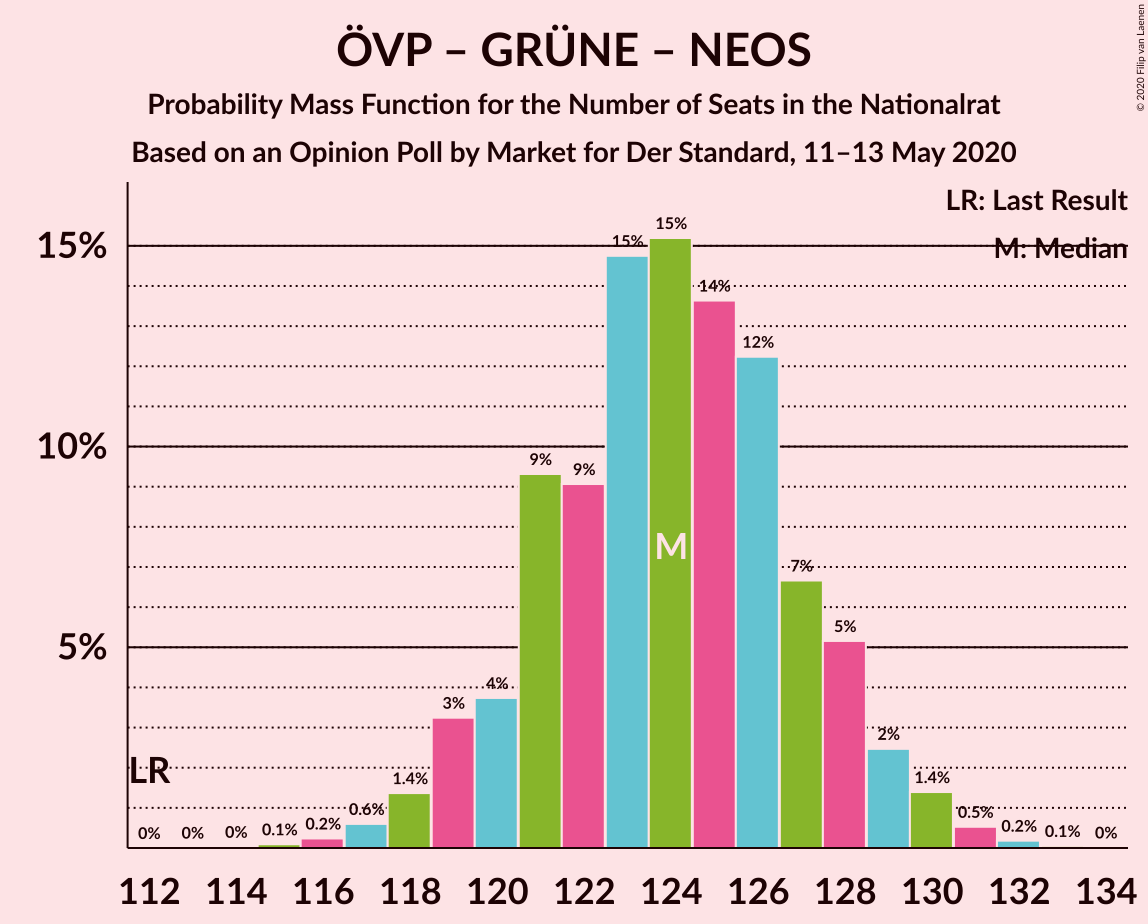 ÖVP – GRÜNE – NEOS
Probability Mass Function for the Number of Seats in the Nationalrat
Based on an Opinion Poll by Market for Der Standard, 11–13 May 2020
© 2020 Filip van Laenen
LR: Last Result
M: Median
15%
10%
5%
0% 0% 0% 0.1% 0.2% 0.6% 1.4% 3% 4% 9% 9% 15% 15% 14% 12% 7% 5% 2% 1.4% 0.5% 0.2% 0.1% 0%
M
LR
112 114 116 118 120 122 124 126 128 130 132 134